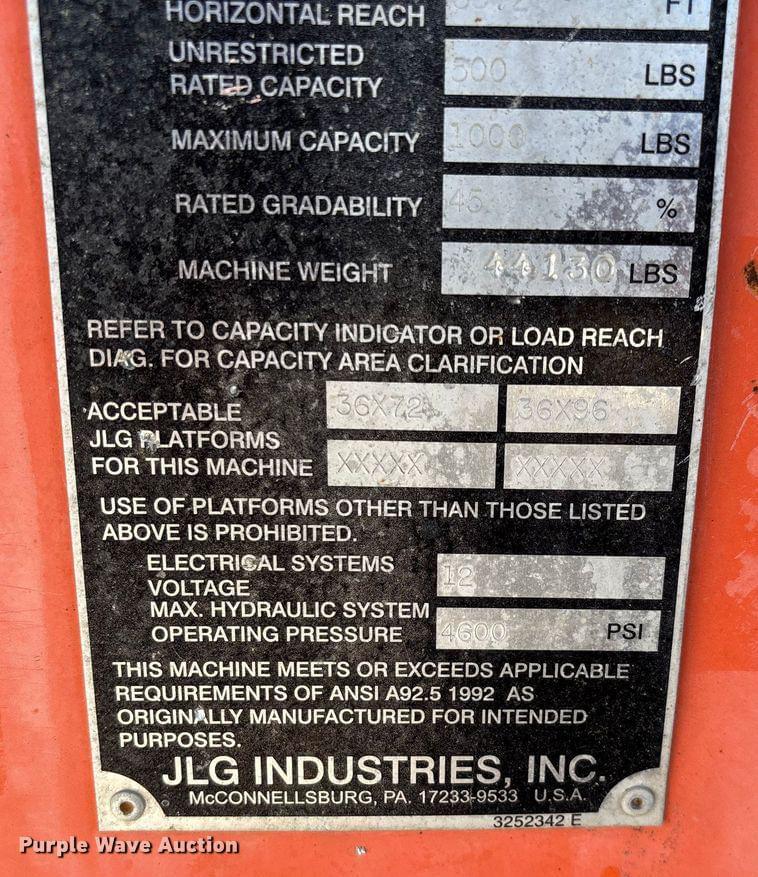 HORIZONTAL REACH FT
UNRESTRICTED
RATED CAPACITY 500 LBS
MAXIMUM CAPACITY 1000 LBS
RATED GRADABILITY 45 %
MACHINE WEIGHT 44130 LBS
REFER TO CAPACITY INDICATOR OR LOAD REACH
DIAG. FOR CAPACITY AREA CLARIFICATION
ACCEPTABLE 36X72 36X96
JLG PLATFORMS
FOR THIS MACHINE XXXXX XXXXX
USE OF PLATFORMS OTHER THAN THOSE LISTED
ABOVE IS PROHIBITED.
ELECTRICAL SYSTEMS
VOLTAGE 12
MAX. HYDRAULIC SYSTEM
OPERATING PRESSURE 4600 PSI
THIS MACHINE MEETS OR EXCEEDS APPLICABLE
REQUIREMENTS OF ANSI A92.5 1992 AS
ORIGINALLY MANUFACTURED FOR INTENDED
PURPOSES.
JLG INDUSTRIES, INC.
McCONNELLSBURG, PA. 17233-9533 U.S.A.
3252342 E
Purple Wave Auction